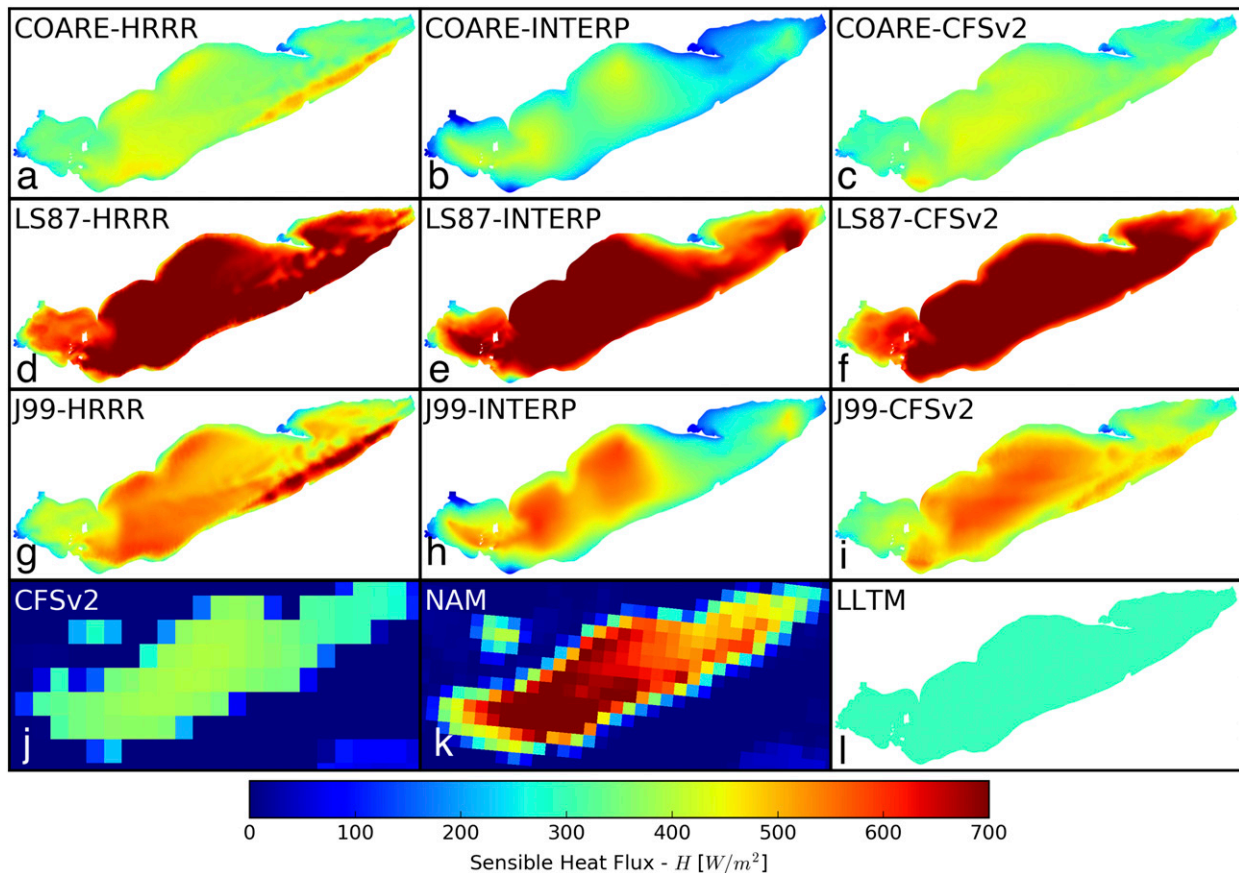 COARE-HRRR
COARE-INTERP
COARE-CFSv2
a
b
c
LS87-HRRR
LS87-INTERP
LS87-CFSv2
d
e
f
J99-HRRR
J99-INTERP
J99-CFSv2
g
h
i
CFSv2
NAM
LLTM
j
k
l
0 100 200 300 400 500 600 700
Sensible Heat Flux - H [W/m²]